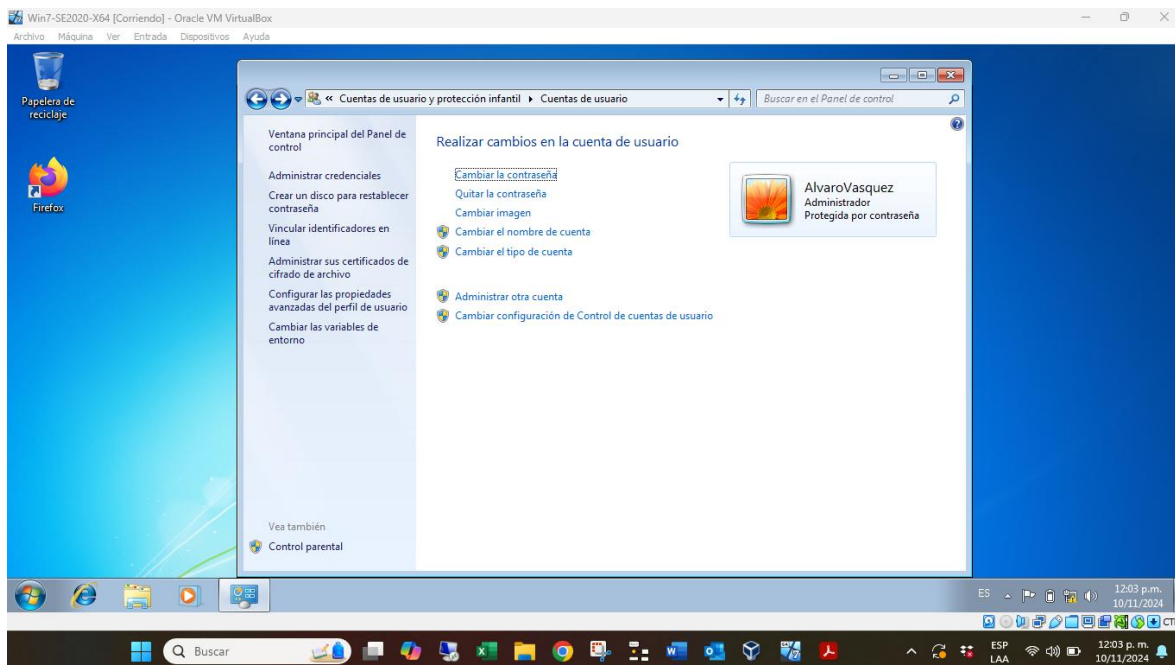 Win7-SE2020-X64 [Corriendo] - Oracle VM VirtualBox
Archivo Máquina Ver Entrada Dispositivos Ayuda
Papelera de
reciclaje
Firefox
« Cuentas de usuario y protección infantil Cuentas de usuario
Buscar en el Panel de control
Ventana principal del Panel de
control
Administrar credenciales
Crear un disco para restablecer
contraseña
Vincular identificadores en
línea
Administrar sus certificados de
cifrado de archivo
Configurar las propiedades
avanzadas del perfil de usuario
Cambiar las variables de
entorno
Vea también
Control parental
Realizar cambios en la cuenta de usuario
Cambiar la contraseña
Quitar la contraseña
Cambiar imagen
Cambiar el nombre de cuenta
Cambiar el tipo de cuenta
Administrar otra cuenta
Cambiar configuración de Control de cuentas de usuario
AlvaroVasquez
Administrador
Protegida por contraseña
ES
12:03 p.m.
10/11/2024
Buscar
ESP
LAA
12:03 p. m.
10/11/2024